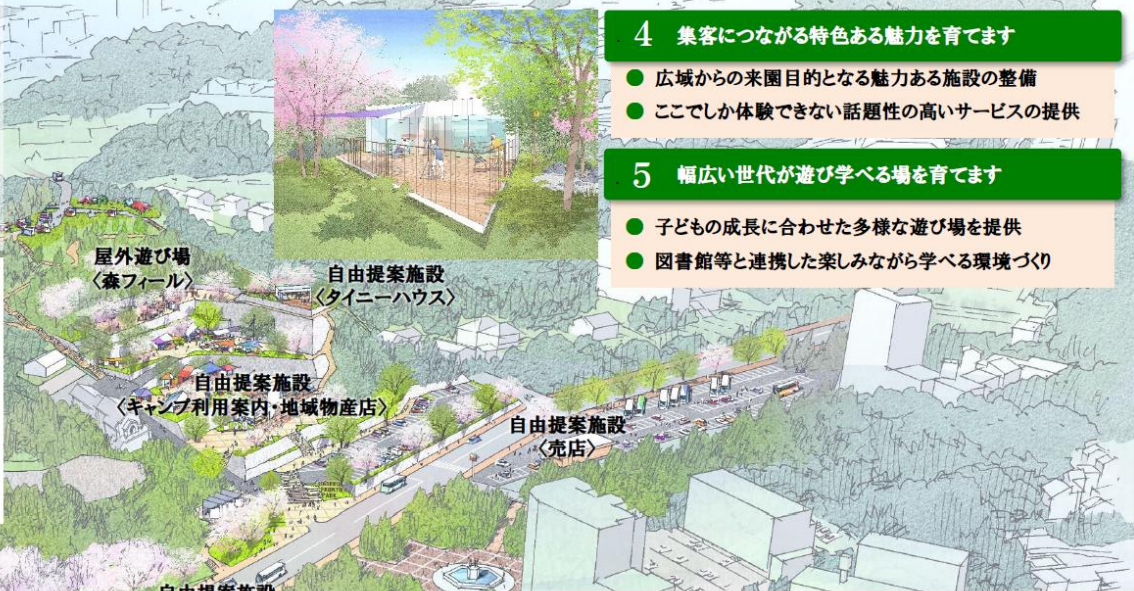 4 集客につながる特色ある魅力を育てます
● 広域からの来園目的となる魅力ある施設の整備
● ここでしか体験できない話題性の高いサービスの提供
5 幅広い世代が遊び学べる場を育てます
● 子どもの成長に合わせた多様な遊び場を提供
● 図書館等と連携した楽しみながら学べる環境づくり
屋外遊び場
〈森フィールド〉
自由提案施設
〈タイニーハウス〉
自由提案施設
〈キャンプ利用案内・地域物産店〉
自由提案施設
〈売店〉
自由提案施設